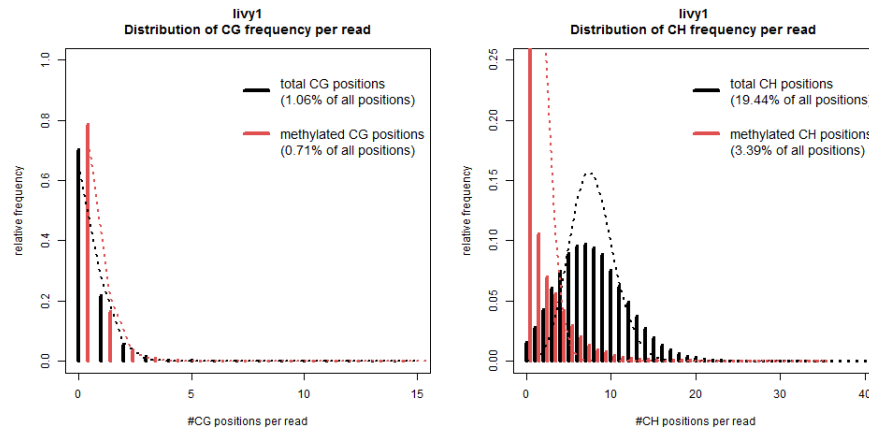 livy1
Distribution of CG frequency per read
total CG positions
(1.06% of all positions)
methylated CG positions
(0.71% of all positions)
relative frequency
1.0
0.8
0.6
0.4
0.2
0.0
0
5
10
15
#CG positions per read
livy1
Distribution of CH frequency per read
total CH positions
(19.44% of all positions)
methylated CH positions
(3.39% of all positions)
relative frequency
0.25
0.20
0.15
0.10
0.05
0.00
0
10
20
30
40
#CH positions per read